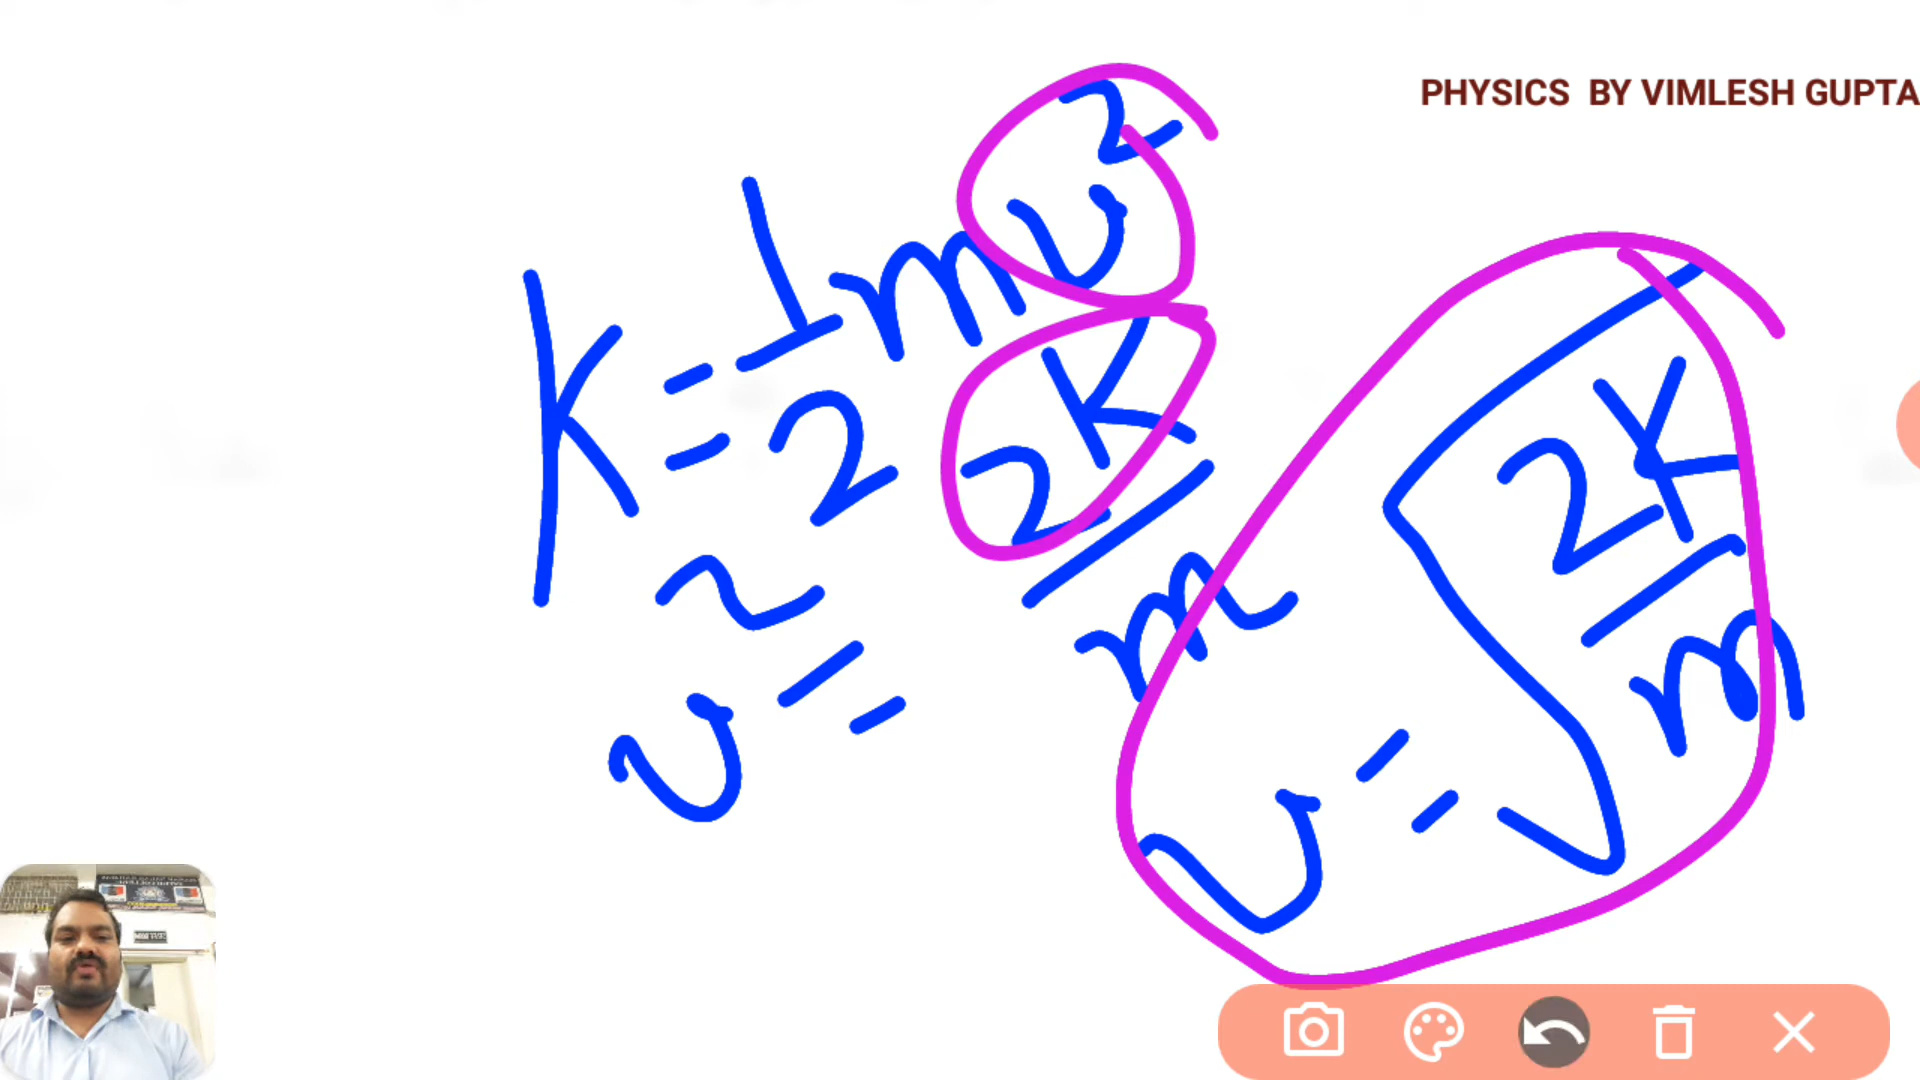 PHYSICS BY VIMLESH GUPTA
K = 1/2 mv²
v² = 2K/m
v = √2K/m